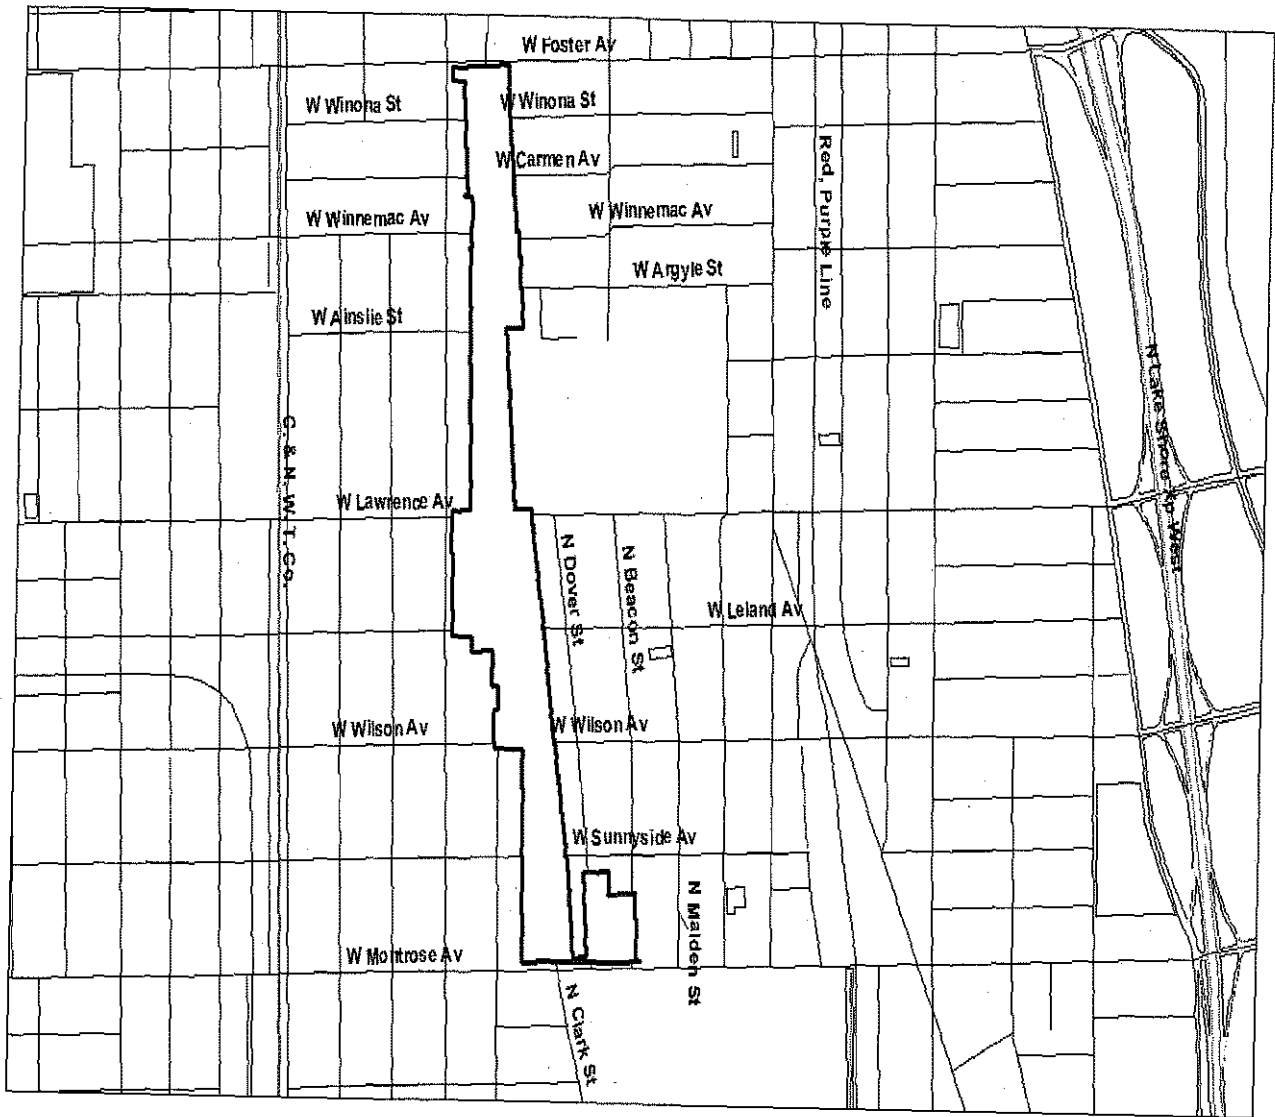 W Foster Av
W Winona St
W Winona St
W Carmen Av
W Winnemac Av
W Winnemac Av
W Argyle St
W Ainslie St
Red, Purple Line
N Lake Shore Xp West
C. & N. W. T. Co.
W Lawrence Av
N Dover St
N Beacon St
W Leland Av
W Wilson Av
W Wilson Av
W Sunnyside Av
N Malden St
W Montrose Av
N Clark St